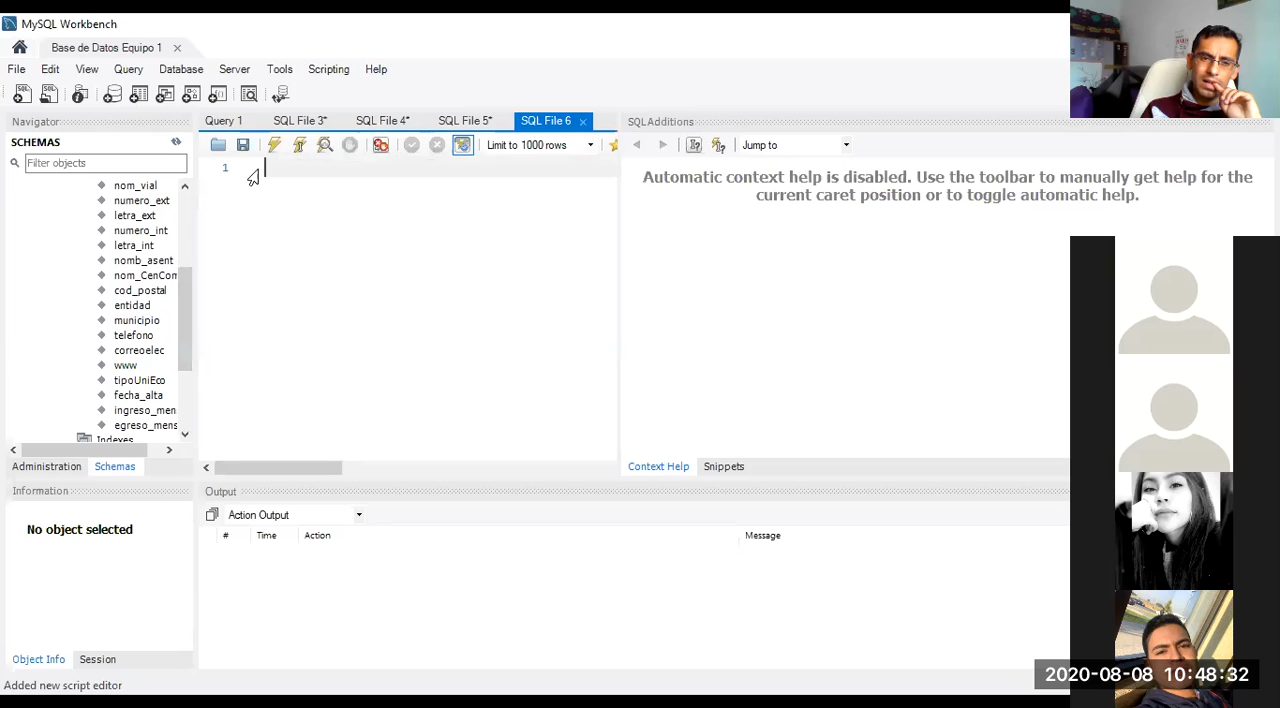 MySQL Workbench
Base de Datos Equipo 1
File Edit View Query Database Server Tools Scripting Help
Navigator
SCHEMAS
Filter objects
nom_vial
numero_ext
letra_ext
numero_int
letra_int
nomb_asent
nom_CenCom
cod_postal
entidad
municipio
telefono
correoelec
www
tipoUniEco
fecha_alta
ingreso_men
egreso_mens
Indexes
Administration Schemas
Information
No object selected
Object Info Session
Added new script editor
Query 1 SQL File 3* SQL File 4* SQL File 5* SQL File 6
Limit to 1000 rows
1
SQLAdditions
Jump to
Automatic context help is disabled. Use the toolbar to manually get help for the
current caret position or to toggle automatic help.
Context Help Snippets
Output
Action Output
# Time Action Message
2020-08-08 10:48:32